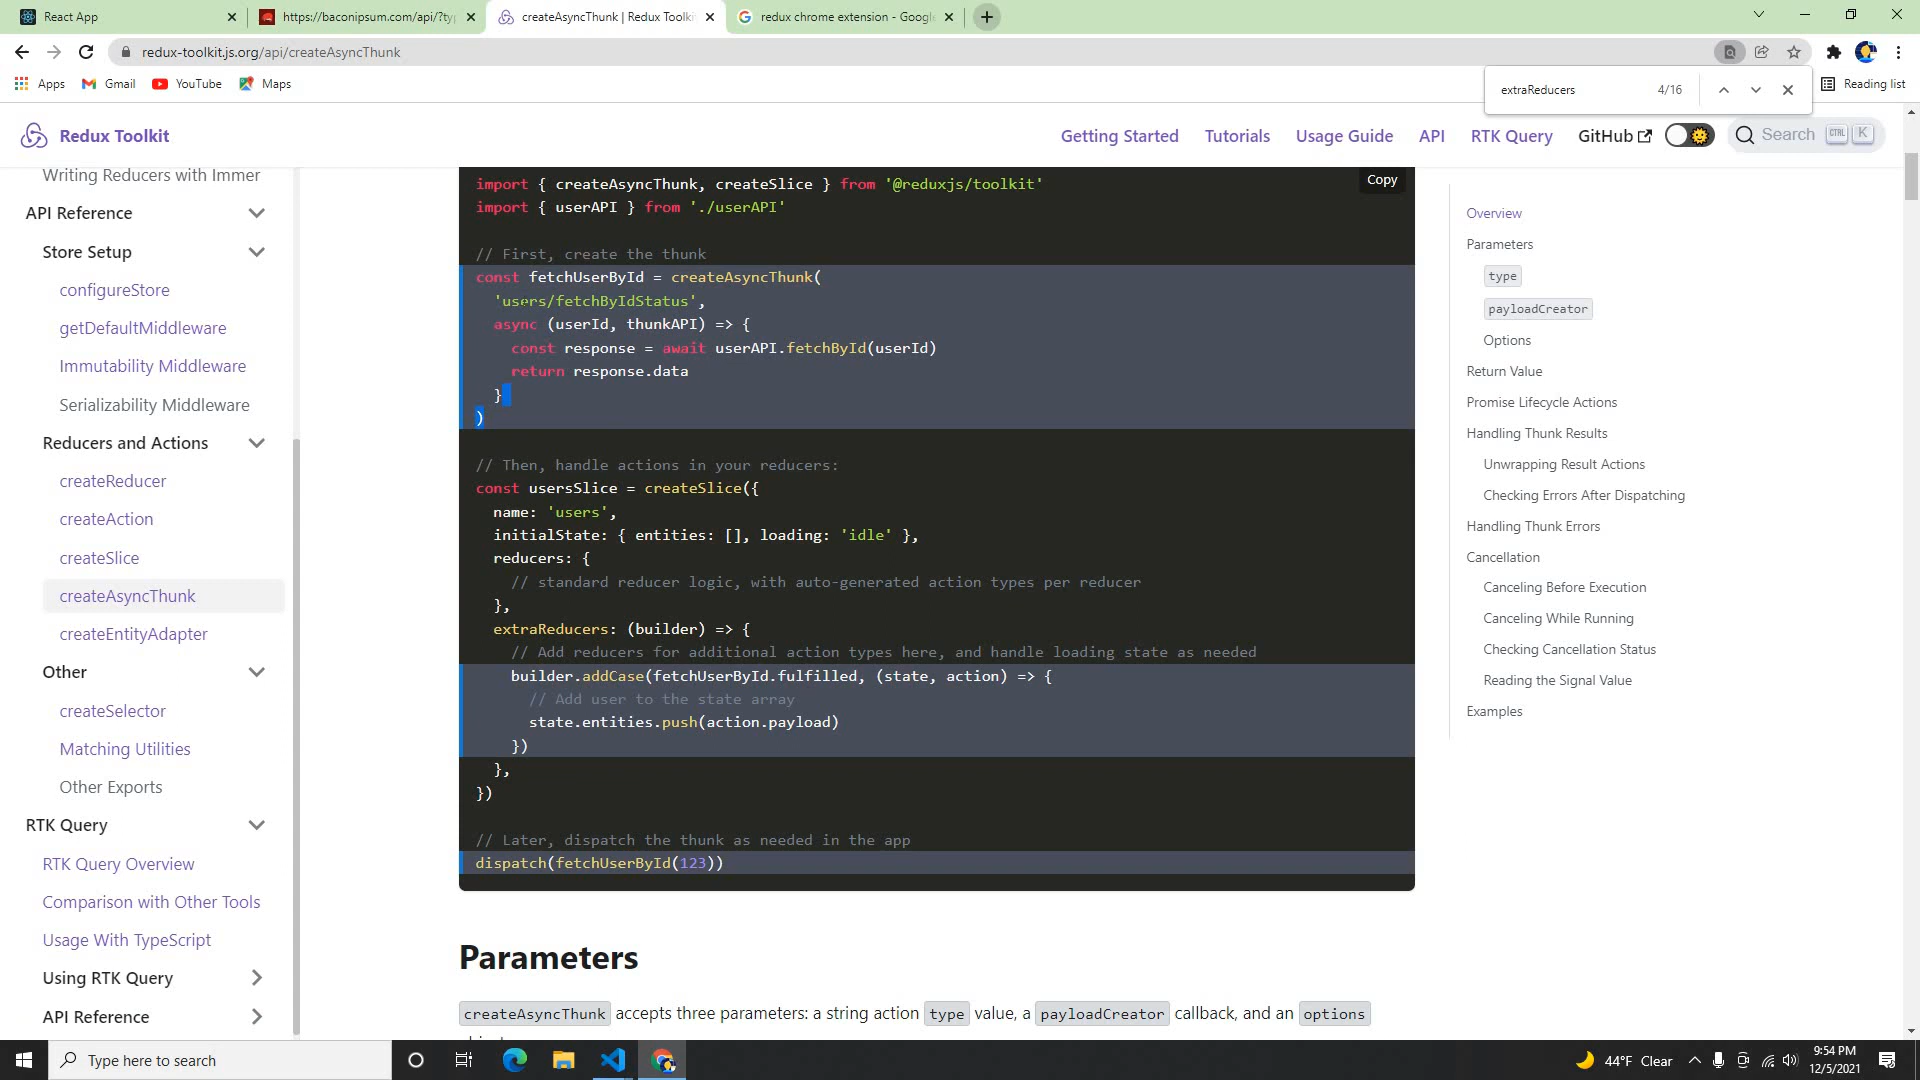 React App
https://baconipsum.com/api/?typ
createAsyncThunk | Redux Toolki
redux chrome extension - Google
redux-toolkit.js.org/api/createAsyncThunk
Apps
Gmail
YouTube
Maps
Reading list
extraReducers
4/16
Redux Toolkit
Getting Started
Tutorials
Usage Guide
API
RTK Query
GitHub
Search
CTRL
K
Writing Reducers with Immer
API Reference
Store Setup
configureStore
getDefaultMiddleware
Immutability Middleware
Serializability Middleware
Reducers and Actions
createReducer
createAction
createSlice
createAsyncThunk
createEntityAdapter
Other
createSelector
Matching Utilities
Other Exports
RTK Query
RTK Query Overview
Comparison with Other Tools
Usage With TypeScript
Using RTK Query
API Reference
Copy
import { createAsyncThunk, createSlice } from '@reduxjs/toolkit'
import { userAPI } from './userAPI'
// First, create the thunk
const fetchUserById = createAsyncThunk(
'users/fetchByIdStatus',
async (userId, thunkAPI) => {
const response = await userAPI.fetchById(userId)
return response.data
}
)
// Then, handle actions in your reducers:
const usersSlice = createSlice({
name: 'users',
initialState: { entities: [], loading: 'idle' },
reducers: {
// standard reducer logic, with auto-generated action types per reducer
},
extraReducers: (builder) => {
// Add reducers for additional action types here, and handle loading state as needed
builder.addCase(fetchUserById.fulfilled, (state, action) => {
// Add user to the state array
state.entities.push(action.payload)
})
},
})
// Later, dispatch the thunk as needed in the app
dispatch(fetchUserById(123))
Parameters
createAsyncThunk accepts three parameters: a string action type value, a payloadCreator callback, and an options
Overview
Parameters
type
payloadCreator
Options
Return Value
Promise Lifecycle Actions
Handling Thunk Results
Unwrapping Result Actions
Checking Errors After Dispatching
Handling Thunk Errors
Cancellation
Canceling Before Execution
Canceling While Running
Checking Cancellation Status
Reading the Signal Value
Examples
Type here to search
44°F Clear
9:54 PM
12/5/2021